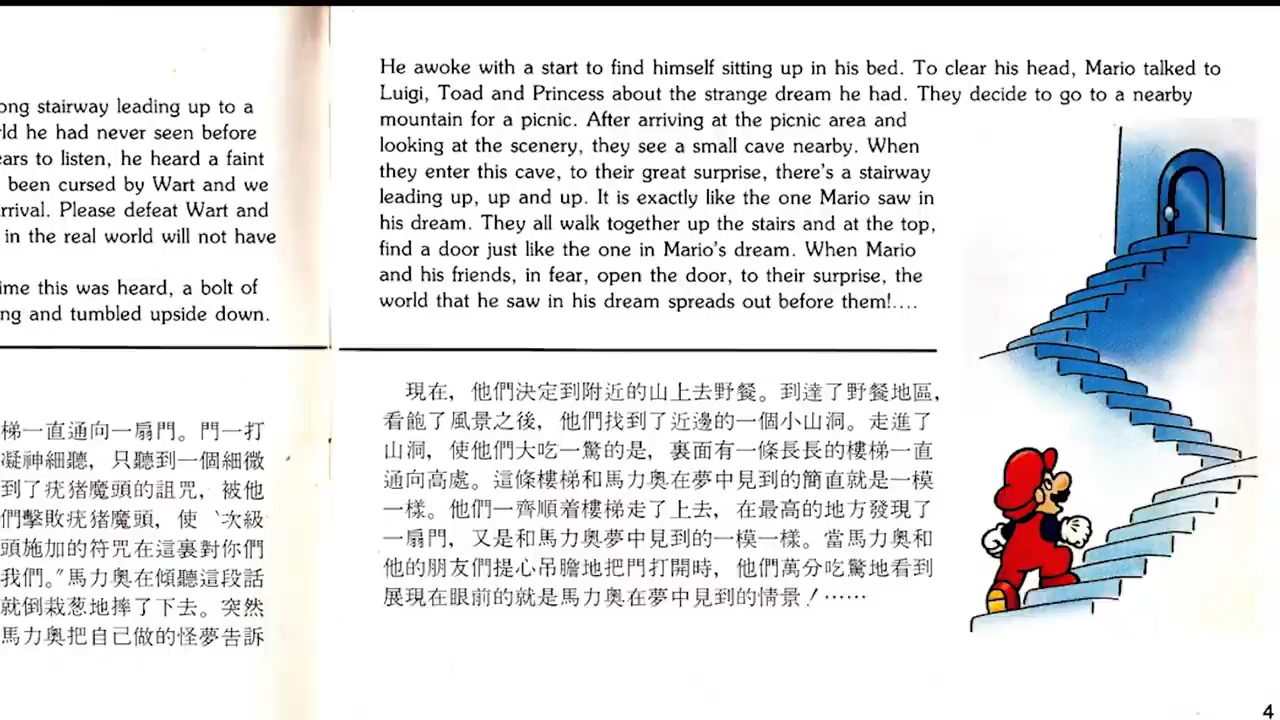 ong stairway leading up to a
ld he had never seen before
ears to listen, he heard a faint
been cursed by Wart and we
rrival. Please defeat Wart and
in the real world will not have
ime this was heard, a bolt of
ng and tumbled upside down.
梯一直通向一扇門。門一打
凝神細聽，只聽到一個細微
到了疣猪魔頭的詛咒，被他
們擊敗疣猪魔頭，使〝次級
頭施加的符咒在這裏對你們
我們。〞馬力奧在傾聽這段話
就倒栽葱地摔了下去。突然
馬力奧把自己做的怪夢告訴
He awoke with a start to find himself sitting up in his bed. To clear his head, Mario talked to
Luigi, Toad and Princess about the strange dream he had. They decide to go to a nearby
mountain for a picnic. After arriving at the picnic area and
looking at the scenery, they see a small cave nearby. When
they enter this cave, to their great surprise, there's a stairway
leading up, up and up. It is exactly like the one Mario saw in
his dream. They all walk together up the stairs and at the top,
find a door just like the one in Mario's dream. When Mario
and his friends, in fear, open the door, to their surprise, the
world that he saw in his dream spreads out before them!....
現在，他們決定到附近的山上去野餐。到達了野餐地區，
看飽了風景之後，他們找到了近邊的一個小山洞。走進了
山洞，使他們大吃一驚的是，裏面有一條長長的樓梯一直
通向高處。這條樓梯和馬力奧在夢中見到的簡直就是一模
一樣。他們一齊順着樓梯走了上去，在最高的地方發現了
一扇門，又是和馬力奧夢中見到的一模一樣。當馬力奧和
他的朋友們提心吊膽地把門打開時，他們萬分吃驚地看到
展現在眼前的就是馬力奧在夢中見到的情景！……
4